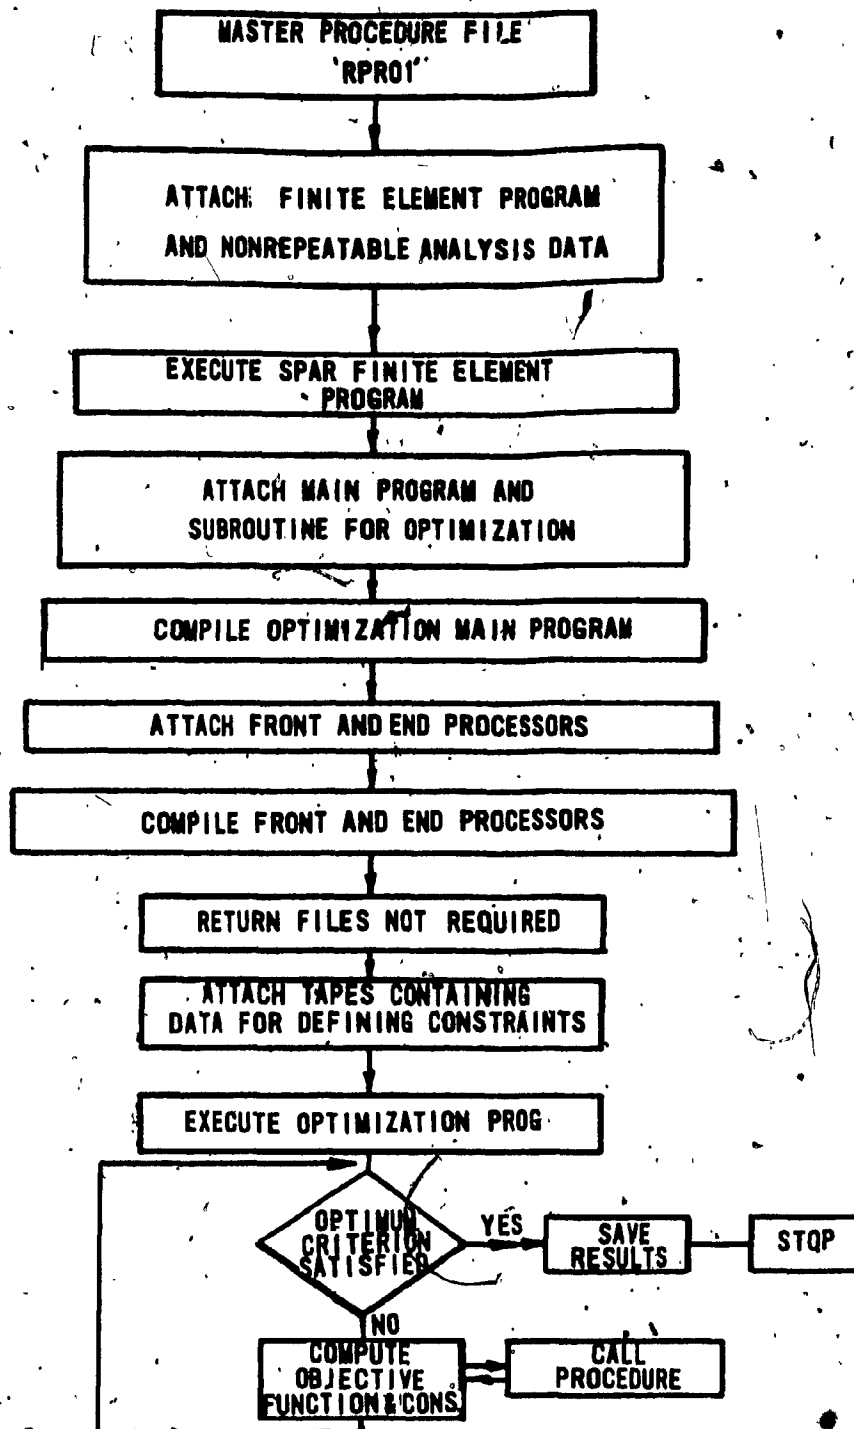 MASTER PROCEDURE FILE
'RPRO1'
ATTACH FINITE ELEMENT PROGRAM
AND NONREPEATABLE ANALYSIS DATA
EXECUTE SPAR FINITE ELEMENT
PROGRAM
ATTACH MAIN PROGRAM AND
SUBROUTINE FOR OPTIMIZATION
COMPILE OPTIMIZATION MAIN PROGRAM
ATTACH FRONT AND END PROCESSORS
COMPILE FRONT AND END PROCESSORS
RETURN FILES NOT REQUIRED
ATTACH TAPES CONTAINING
DATA FOR DEFINING CONSTRAINTS
EXECUTE OPTIMIZATION PROG
OPTIMUM
CRITERION
SATISFIED
YES
SAVE
RESULTS
STOP
NO
COMPUTE
OBJECTIVE
FUNCTION & CONS.
CALL
PROCEDURE